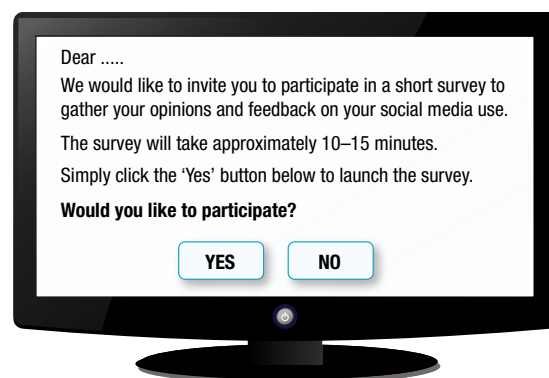 Dear .....
We would like to invite you to participate in a short survey to
gather your opinions and feedback on your social media use.
The survey will take approximately 10–15 minutes.
Simply click the ‘Yes’ button below to launch the survey.
Would you like to participate?
YES NO